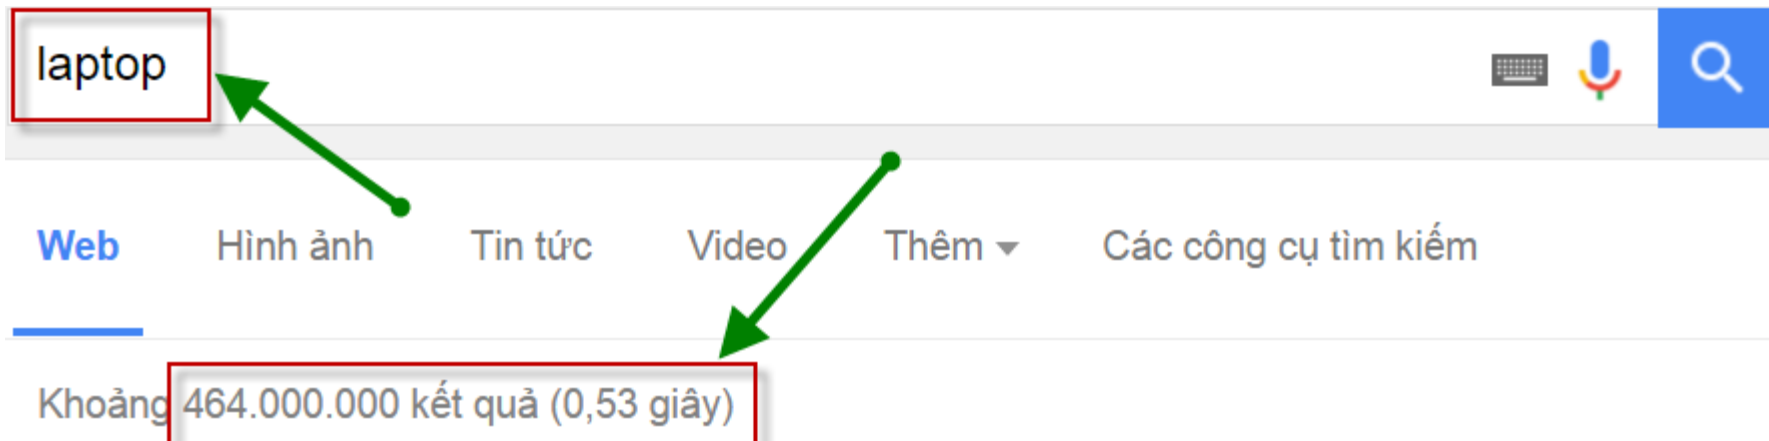 laptop
Web Hình ảnh Tin tức Video Thêm Các công cụ tìm kiếm
Khoảng 464.000.000 kết quả (0,53 giây)